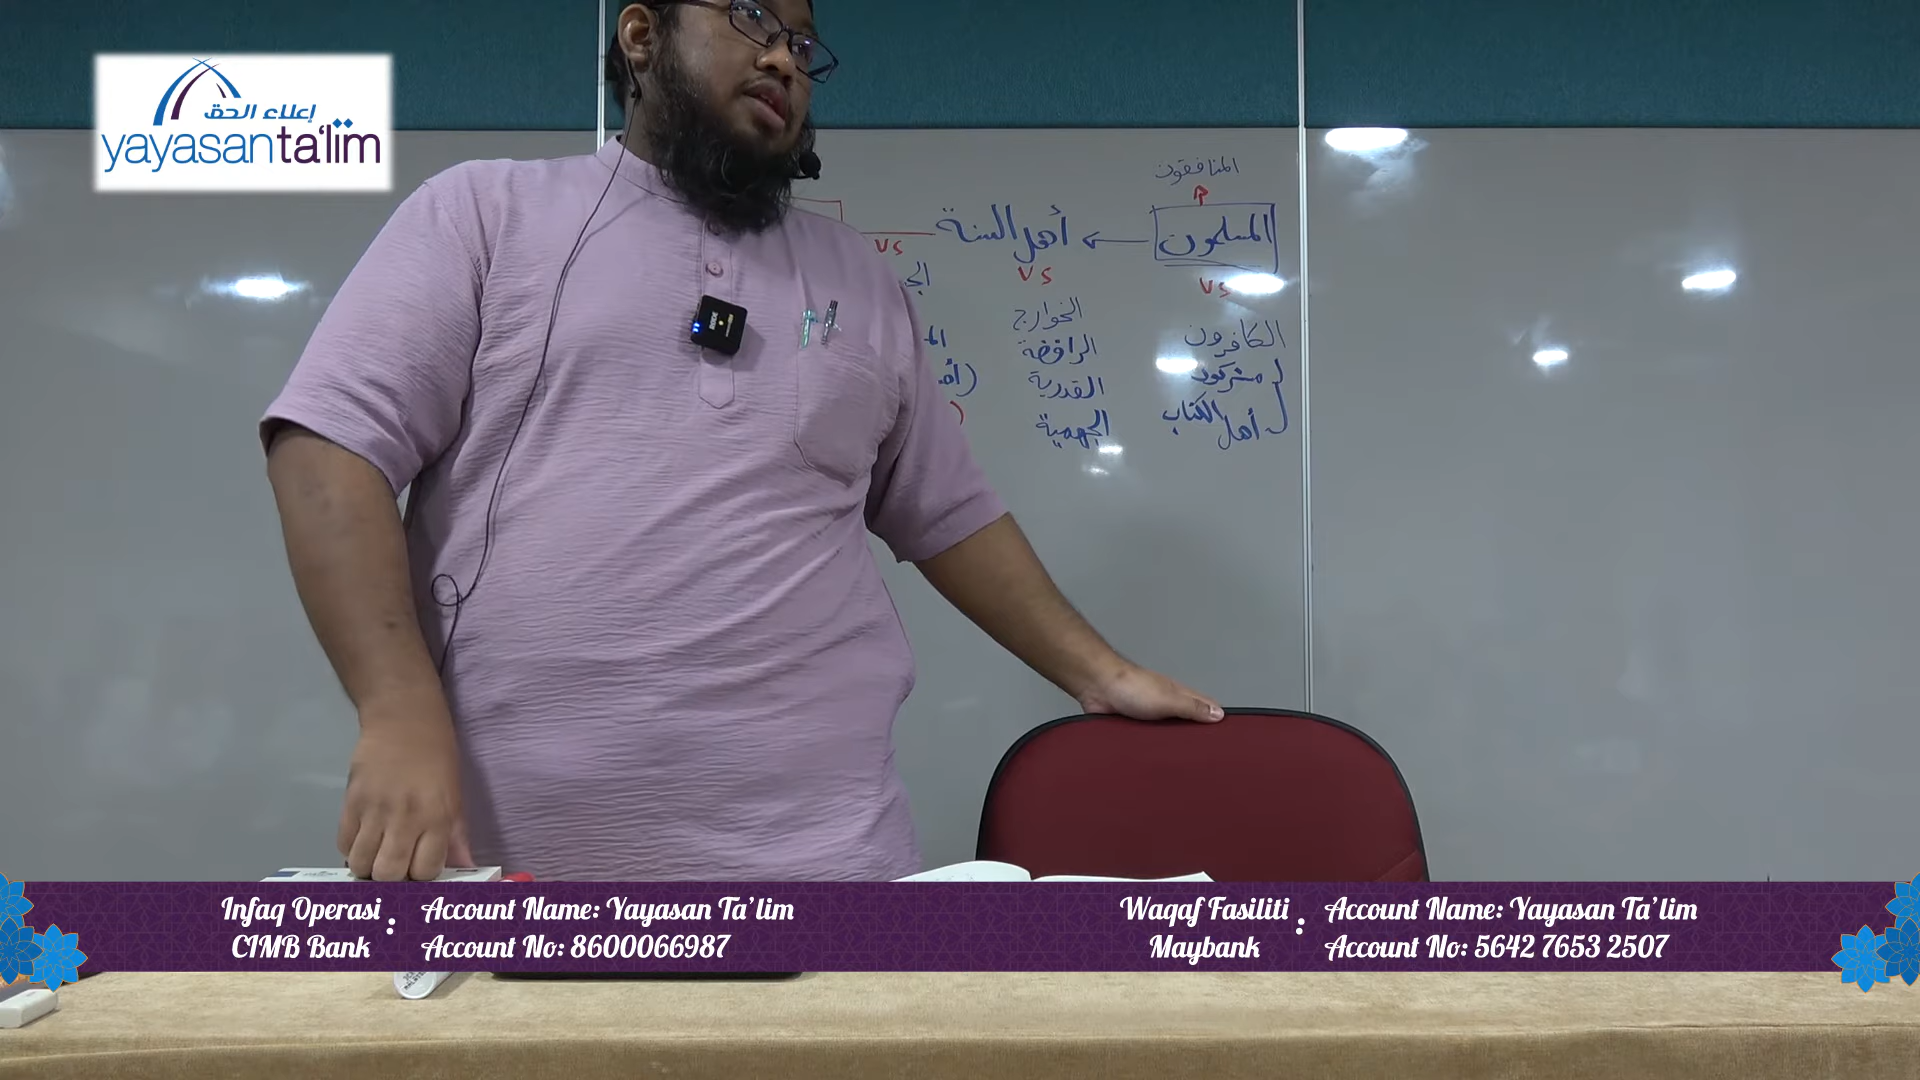 إعلاء الحق
yayasanta'lim
المنافقون
المسلمون
أهل السنة
vs
vs
vs
الكافرون
مشركون
أهل الكتاب
الخوارج
الرافضة
القدرية
الجهمية
RODE
Infaq Operasi : Account Name: Yayasan Ta'lim
CIMB Bank Account No: 8600066987
Waqaf Fasiliti : Account Name: Yayasan Ta'lim
Maybank Account No: 5642 7653 2507